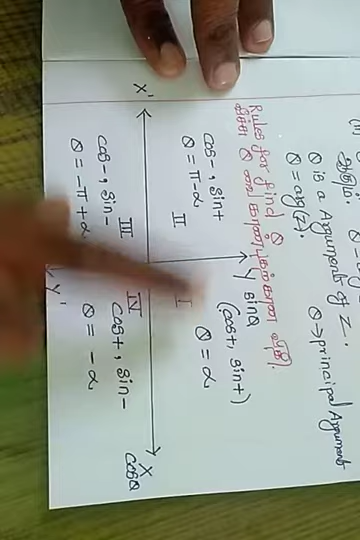 θ is a Argument of Z.
θ = arg(z). θ → principal Argument
Rules for find θ
Y sinθ
cos-, sin+
θ = π-α
II
(cos+, sin+)
θ = α
I
X'
X
cosθ
III
cos-, sin-
θ = -π+α
IV
cos+, sin-
θ = -α
Y'